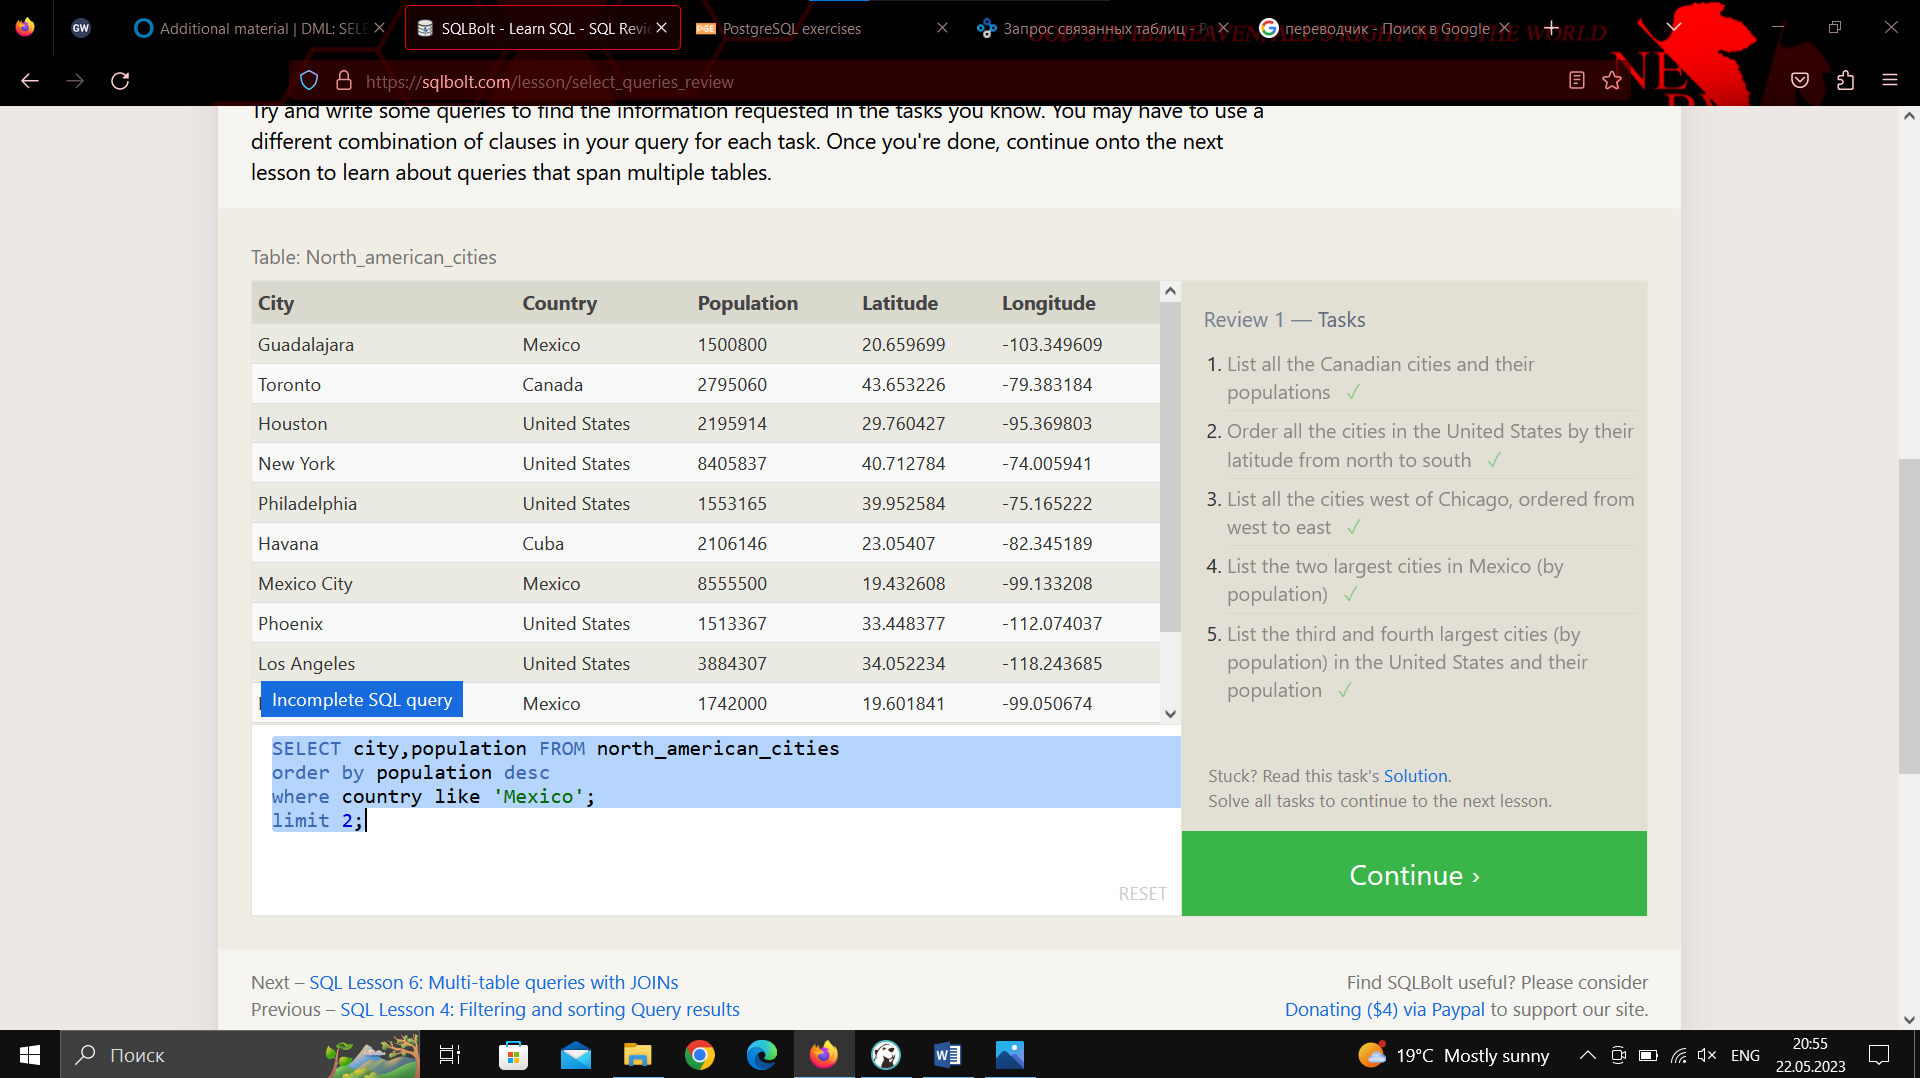 GW
Additional material | DML: SELE
SQLBolt - Learn SQL - SQL Revie
PGE
PostgreSQL exercises
Запрос связанных таблиц - P
переводчик - Поиск в Google
GOD'S IN HIS HEAVEN, ALL'S RIGHT WITH THE WORLD
https://sqlbolt.com/lesson/select_queries_review
Try and write some queries to find the information requested in the tasks you know. You may have to use a
different combination of clauses in your query for each task. Once you're done, continue onto the next
lesson to learn about queries that span multiple tables.
Table: North_american_cities
City Country Population Latitude Longitude
Guadalajara Mexico 1500800 20.659699 -103.349609
Toronto Canada 2795060 43.653226 -79.383184
Houston United States 2195914 29.760427 -95.369803
New York United States 8405837 40.712784 -74.005941
Philadelphia United States 1553165 39.952584 -75.165222
Havana Cuba 2106146 23.05407 -82.345189
Mexico City Mexico 8555500 19.432608 -99.133208
Phoenix United States 1513367 33.448377 -112.074037
Los Angeles United States 3884307 34.052234 -118.243685
Mexico 1742000 19.601841 -99.050674
Incomplete SQL query
SELECT city,population FROM north_american_cities
order by population desc
where country like 'Mexico';
limit 2;
RESET
Review 1 — Tasks
1. List all the Canadian cities and their
populations ✓
2. Order all the cities in the United States by their
latitude from north to south ✓
3. List all the cities west of Chicago, ordered from
west to east ✓
4. List the two largest cities in Mexico (by
population) ✓
5. List the third and fourth largest cities (by
population) in the United States and their
population ✓
Stuck? Read this task's Solution.
Solve all tasks to continue to the next lesson.
Continue ›
Next – SQL Lesson 6: Multi-table queries with JOINs
Previous – SQL Lesson 4: Filtering and sorting Query results
Find SQLBolt useful? Please consider
Donating ($4) via Paypal to support our site.
Поиск
19°C Mostly sunny
ENG
20:55
22.05.2023